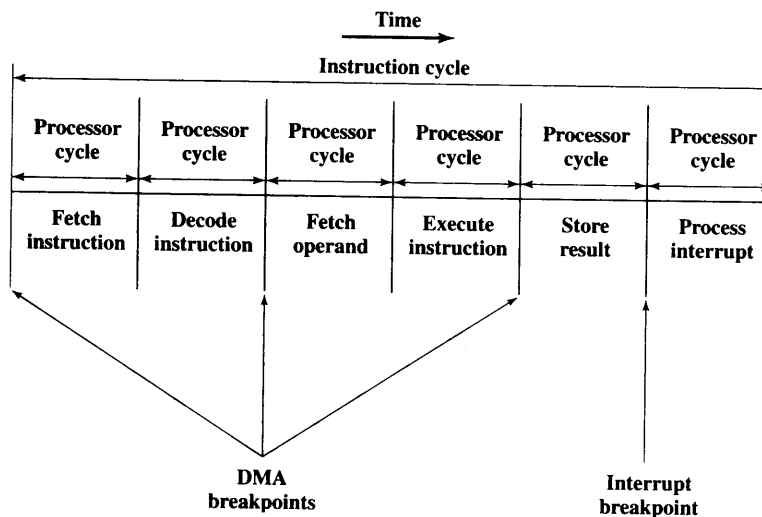 Time
Instruction cycle
Processor cycle
Processor cycle
Processor cycle
Processor cycle
Processor cycle
Processor cycle
Fetch instruction
Decode instruction
Fetch operand
Execute instruction
Store result
Process interrupt
DMA breakpoints
Interrupt breakpoint